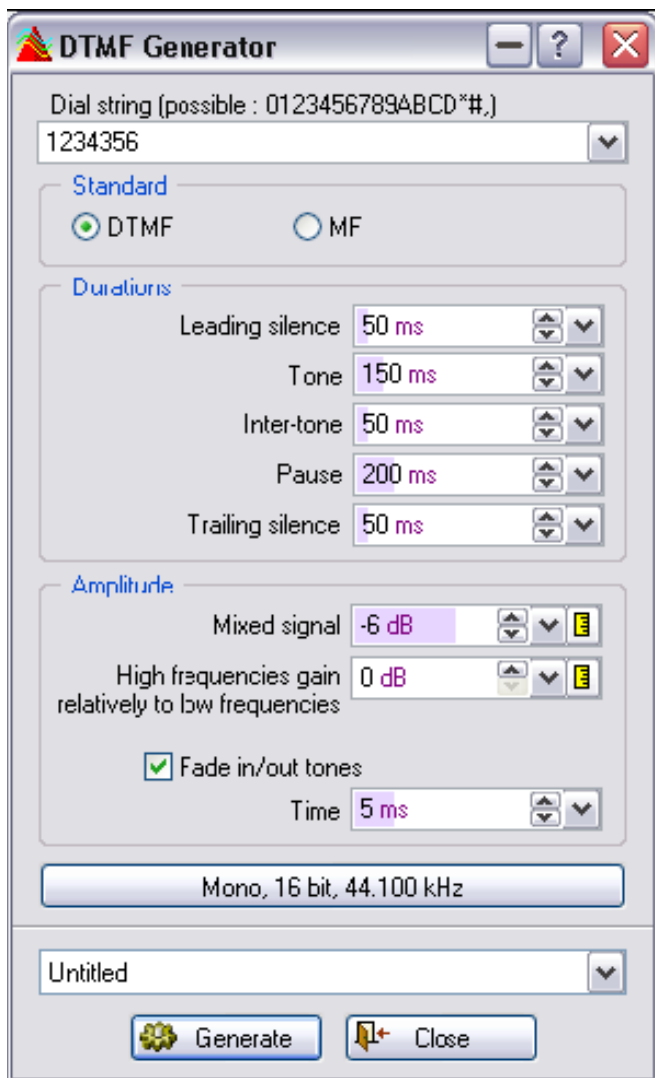 DTMF Generator
Dial string (possible : 0123456789ABCD*#,)
1234356
Standard
DTMF MF
Durations
Leading silence 50 ms
Tone 150 ms
Inter-tone 50 ms
Pause 200 ms
Trailing silence 50 ms
Amplitude
Mixed signal -6 dB
High frequencies gain 0 dB
relatively to low frequencies
Fade in/out tones
Time 5 ms
Mono, 16 bit, 44.100 kHz
Untitled
Generate Close